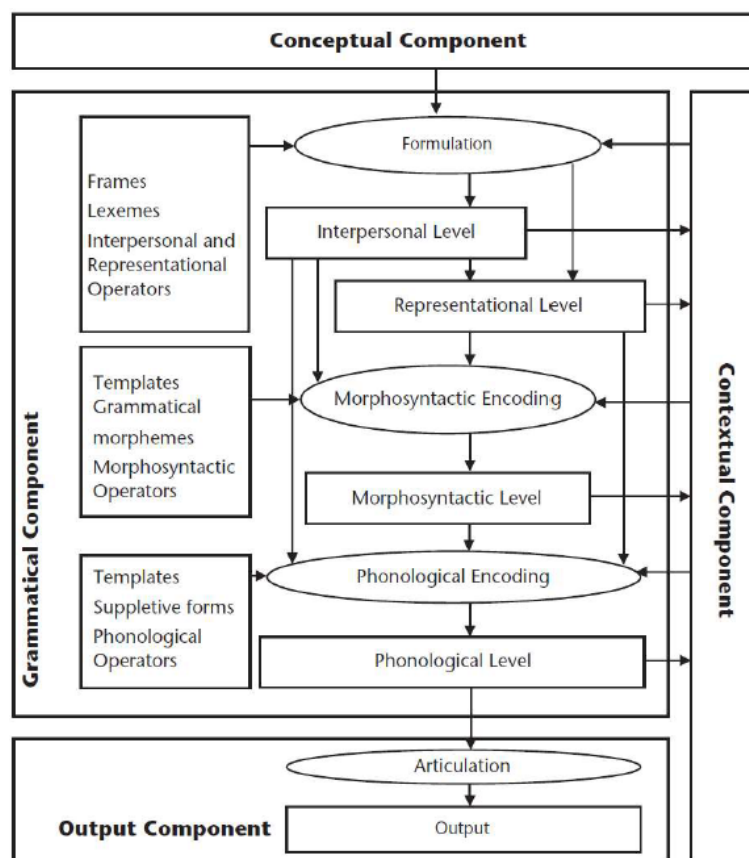 Conceptual Component
Grammatical Component
Frames
Lexemes
Interpersonal and
Representational
Operators
Formulation
Interpersonal Level
Representational Level
Templates
Grammatical
morphemes
Morphosyntactic
Operators
Morphosyntactic Encoding
Morphosyntactic Level
Templates
Suppletive forms
Phonological
Operators
Phonological Encoding
Phonological Level
Contextual Component
Output Component
Articulation
Output